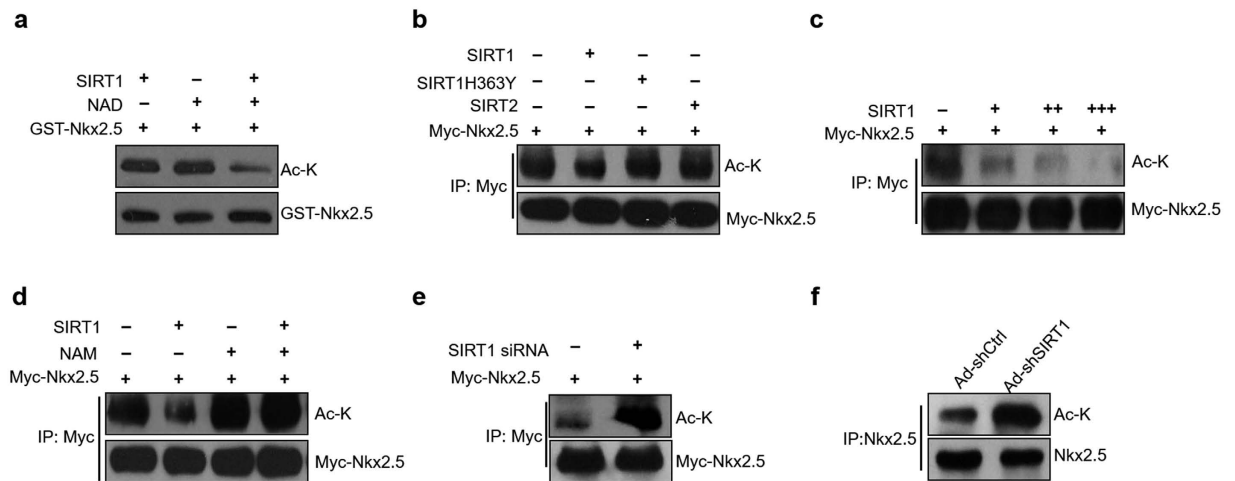 a
SIRT1 + – +
NAD – + +
GST-Nkx2.5 + + +
Ac-K
GST-Nkx2.5
b
SIRT1 – + – –
SIRT1H363Y – – + –
SIRT2 – – – +
Myc-Nkx2.5 + + + +
IP: Myc
Ac-K
Myc-Nkx2.5
c
SIRT1 – + ++ +++
Myc-Nkx2.5 + + + +
IP: Myc
Ac-K
Myc-Nkx2.5
d
SIRT1 – + – +
NAM – – + +
Myc-Nkx2.5 + + + +
IP: Myc
Ac-K
Myc-Nkx2.5
e
SIRT1 siRNA – +
Myc-Nkx2.5 + +
IP: Myc
Ac-K
Myc-Nkx2.5
f
Ad-shCtrl
Ad-shSIRT1
IP:Nkx2.5
Ac-K
Nkx2.5